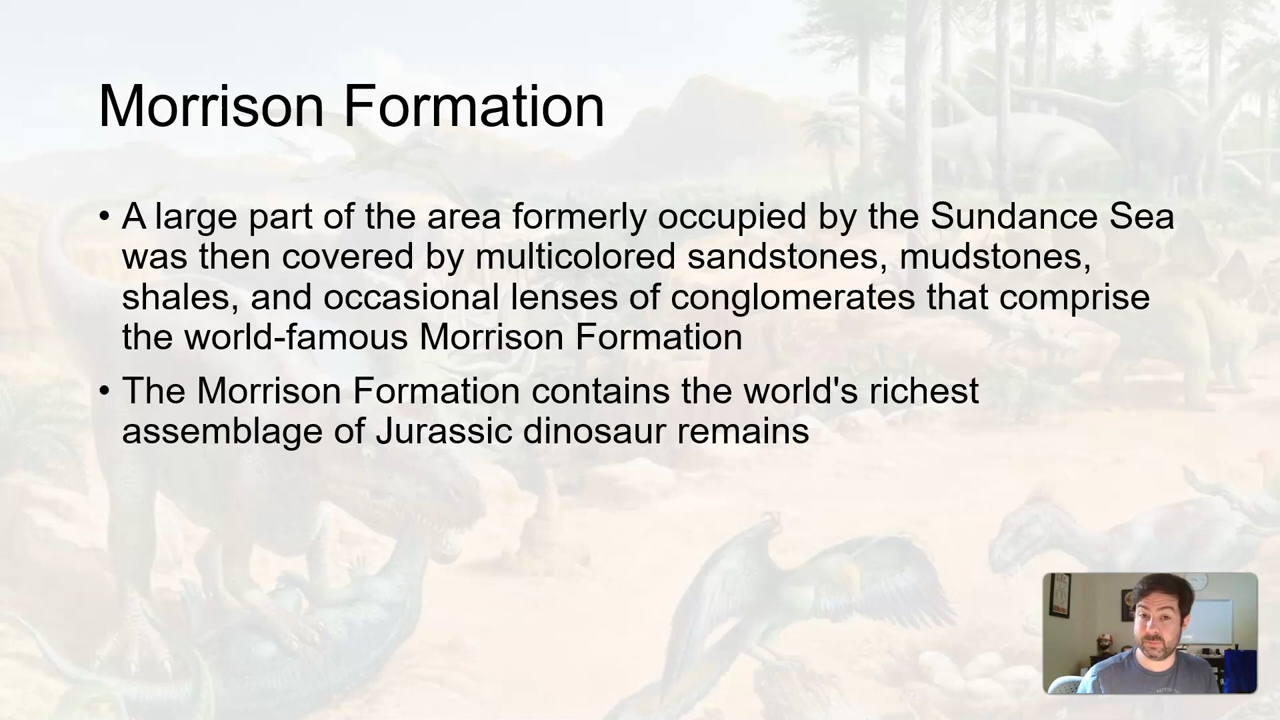 Morrison Formation
• A large part of the area formerly occupied by the Sundance Sea
was then covered by multicolored sandstones, mudstones,
shales, and occasional lenses of conglomerates that comprise
the world-famous Morrison Formation
• The Morrison Formation contains the world's richest
assemblage of Jurassic dinosaur remains